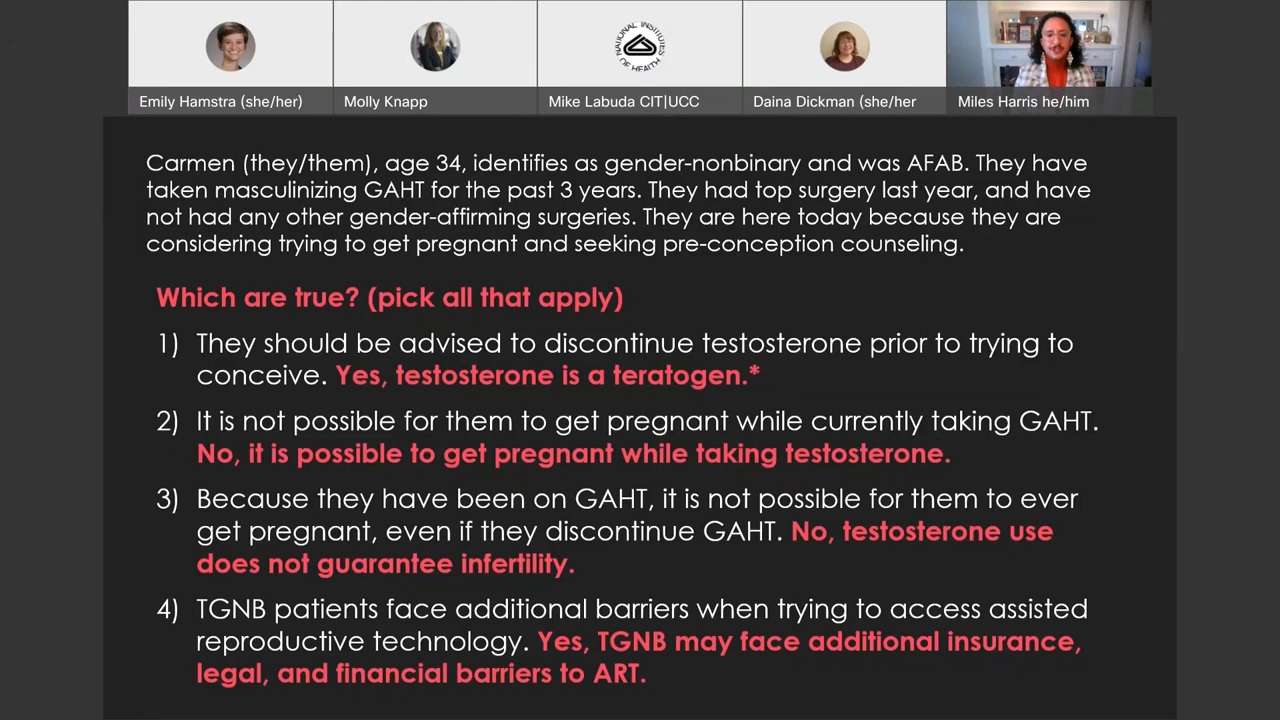 Emily Hamstra (she/her)
Molly Knapp
NATIONAL INSTITUTES OF HEALTH
Mike Labuda CIT|UCC
Daina Dickman (she/her
Miles Harris he/him
Carmen (they/them), age 34, identifies as gender-nonbinary and was AFAB. They have
taken masculinizing GAHT for the past 3 years. They had top surgery last year, and have
not had any other gender-affirming surgeries. They are here today because they are
considering trying to get pregnant and seeking pre-conception counseling.
Which are true? (pick all that apply)
1) They should be advised to discontinue testosterone prior to trying to
conceive. Yes, testosterone is a teratogen.*
2) It is not possible for them to get pregnant while currently taking GAHT.
No, it is possible to get pregnant while taking testosterone.
3) Because they have been on GAHT, it is not possible for them to ever
get pregnant, even if they discontinue GAHT. No, testosterone use
does not guarantee infertility.
4) TGNB patients face additional barriers when trying to access assisted
reproductive technology. Yes, TGNB may face additional insurance,
legal, and financial barriers to ART.